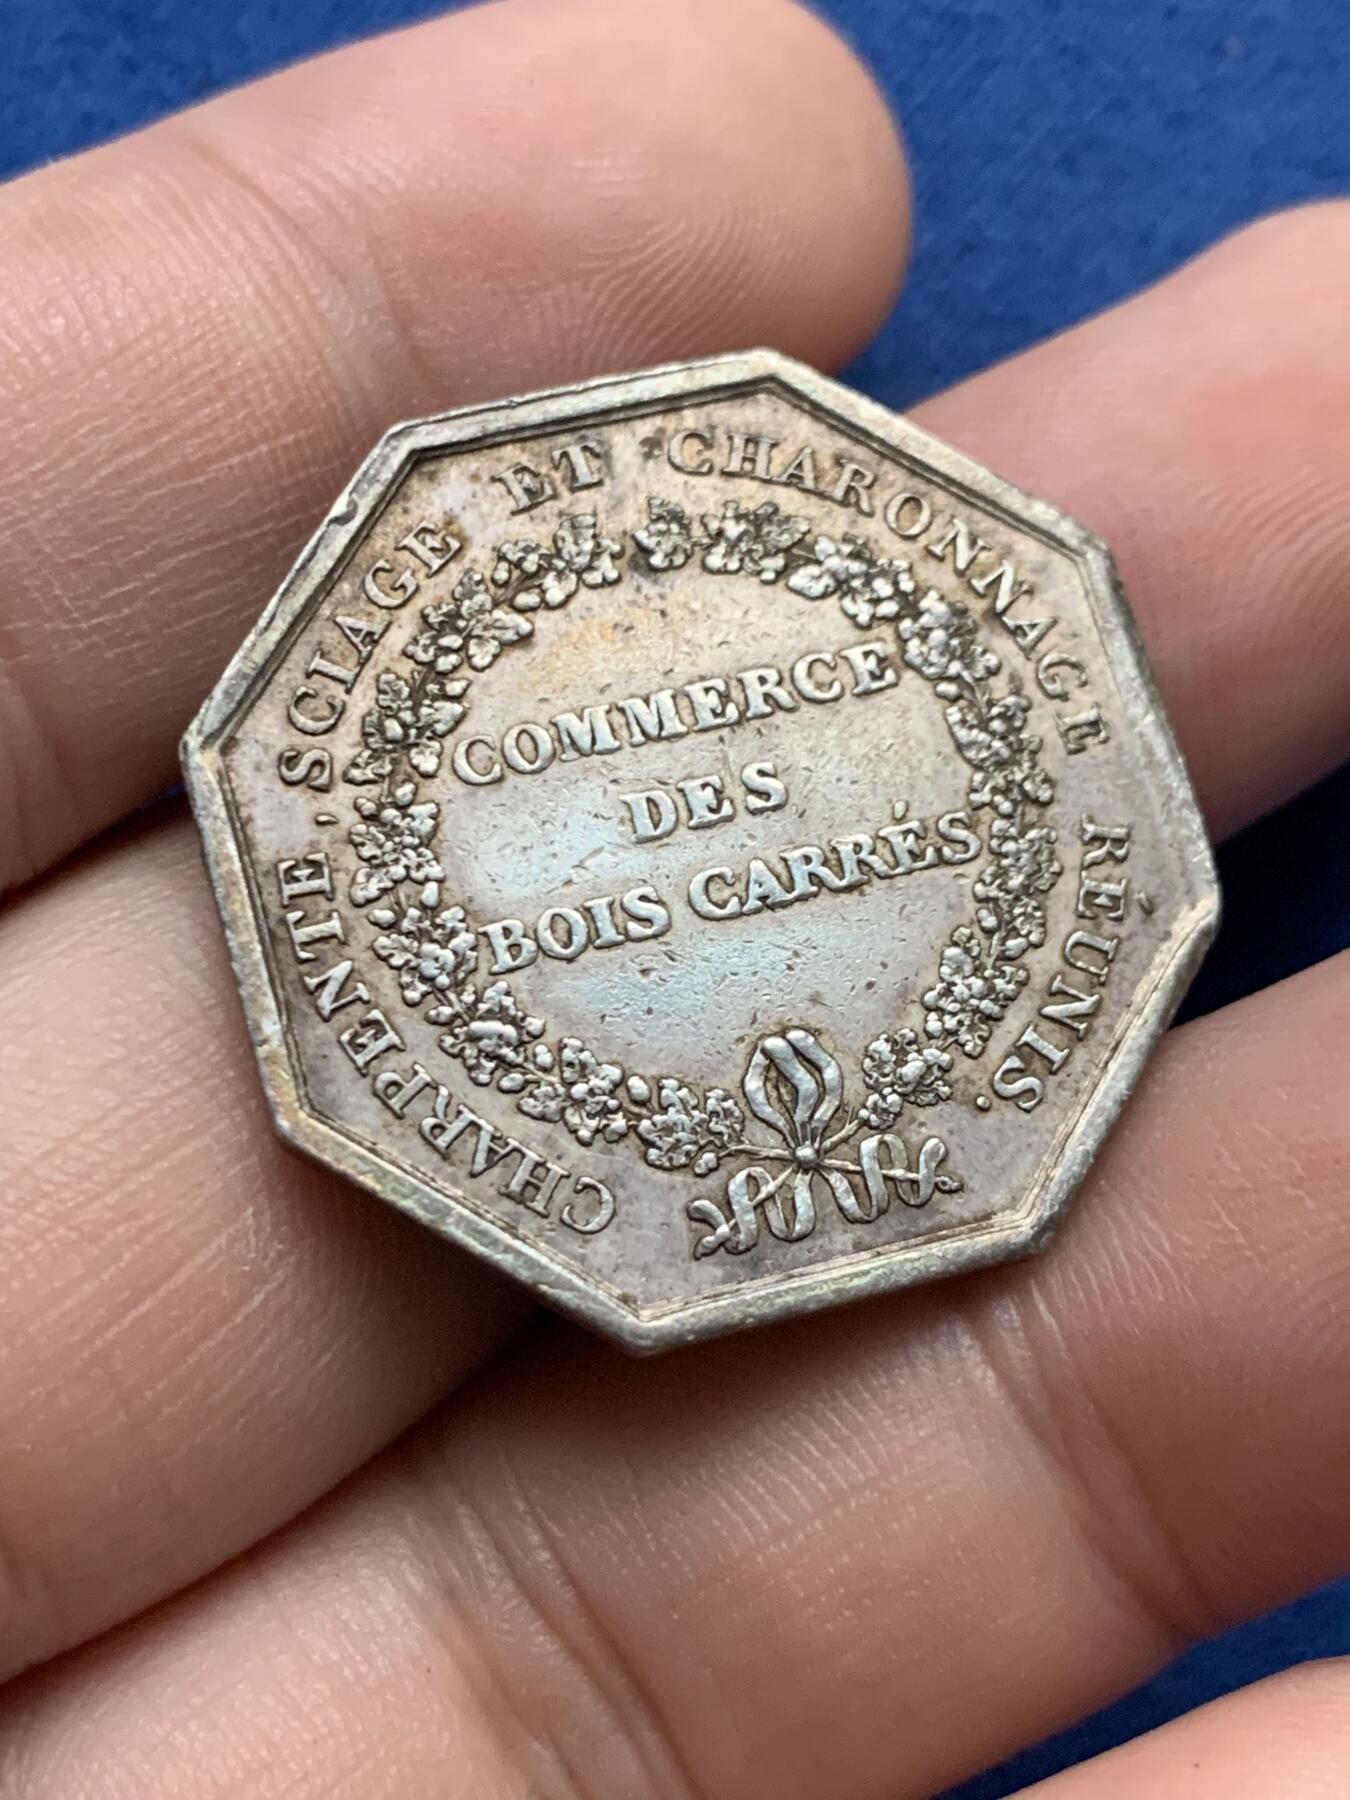 CHARPENTE, SCIAGE ET CHARONNAGE RÉUNIS.
COMMERCE
DES
BOIS CARRÉS